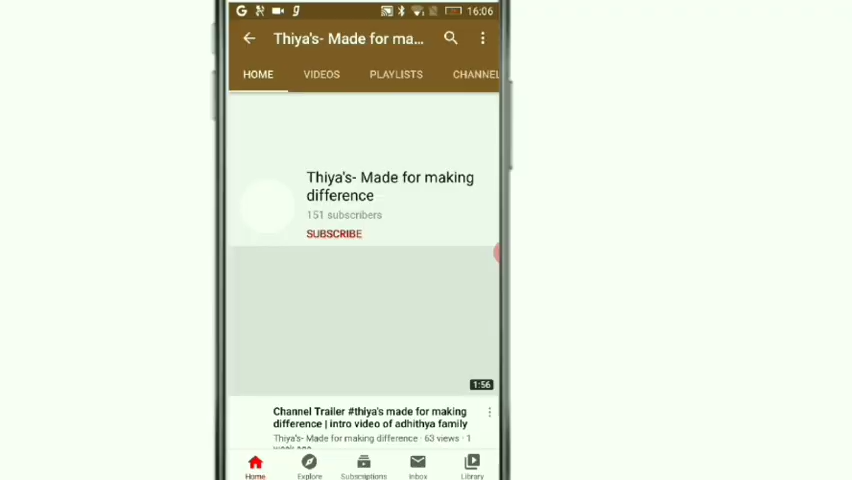 16:06
Thiya's- Made for ma...
HOME VIDEOS PLAYLISTS CHANNEL
Thiya's- Made for making
difference
151 subscribers
SUBSCRIBE
1:56
Channel Trailer #thiya's made for making
difference | intro video of adhithya family
Thiya's- Made for making difference · 63 views · 1
week ago
Home Explore Subscriptions Inbox Library